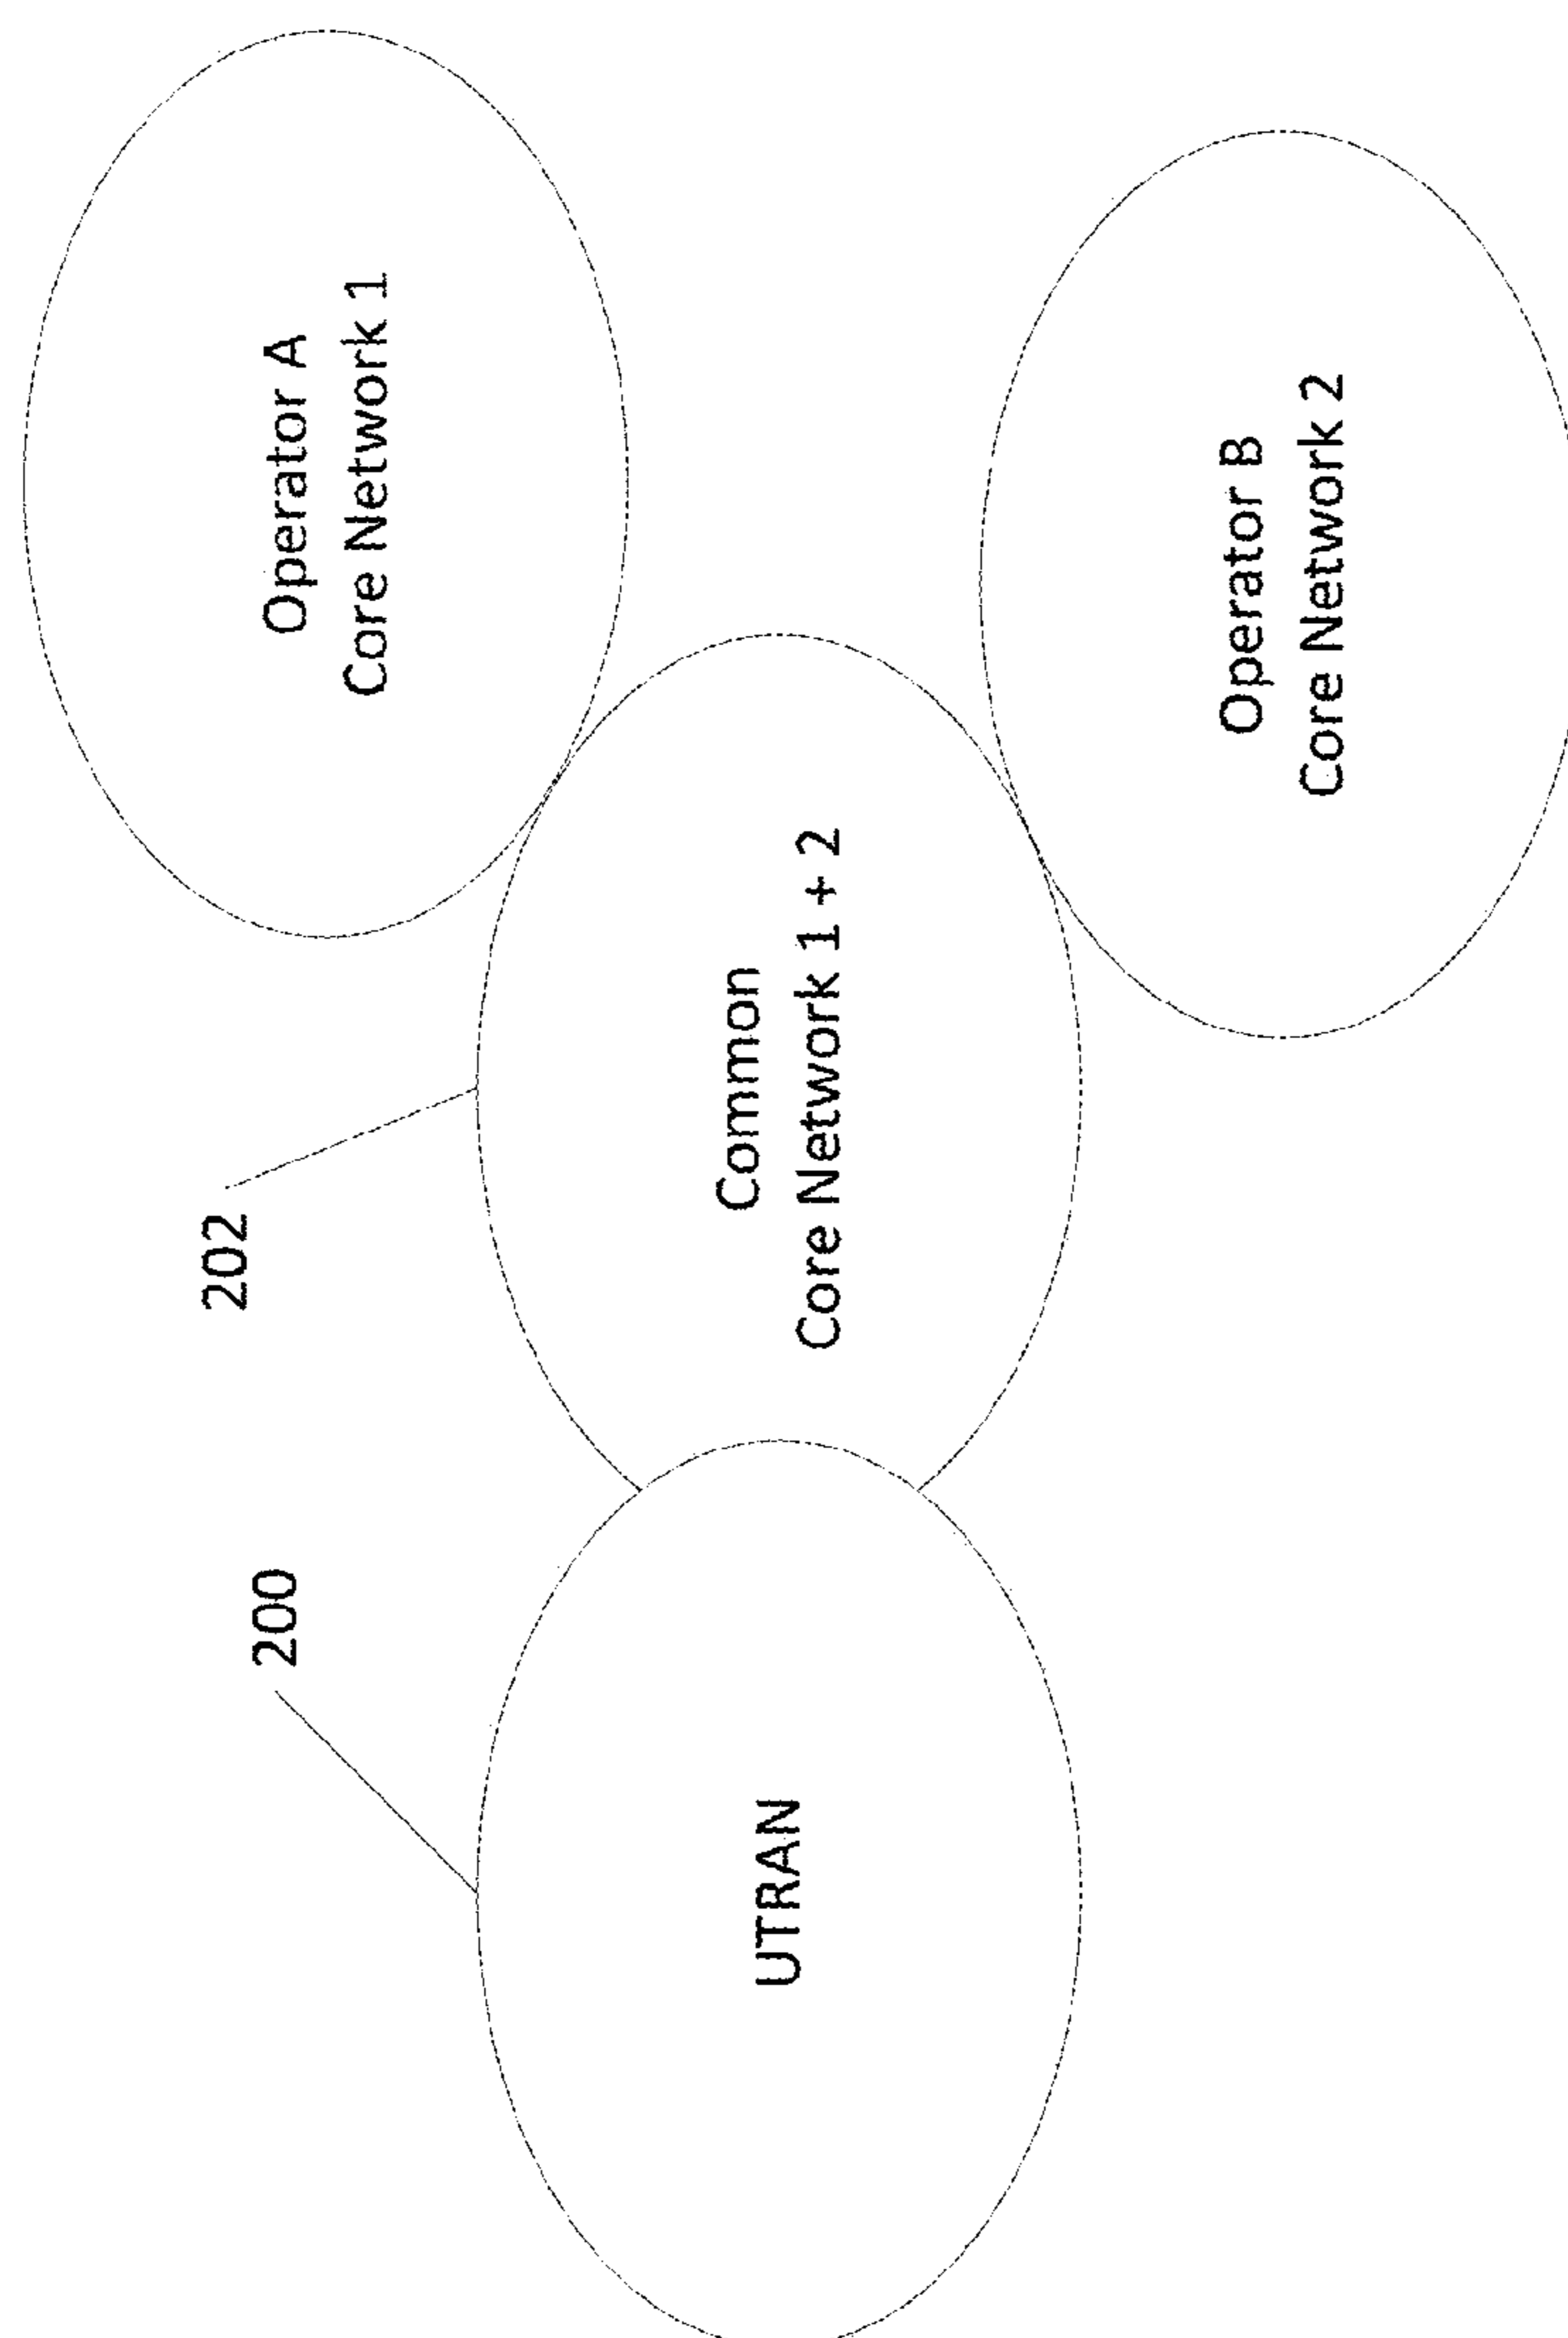 Operator A
Core Network 1
202
200
Common
Core Network 1 + 2
UTRAN
Operator B
Core Network 2